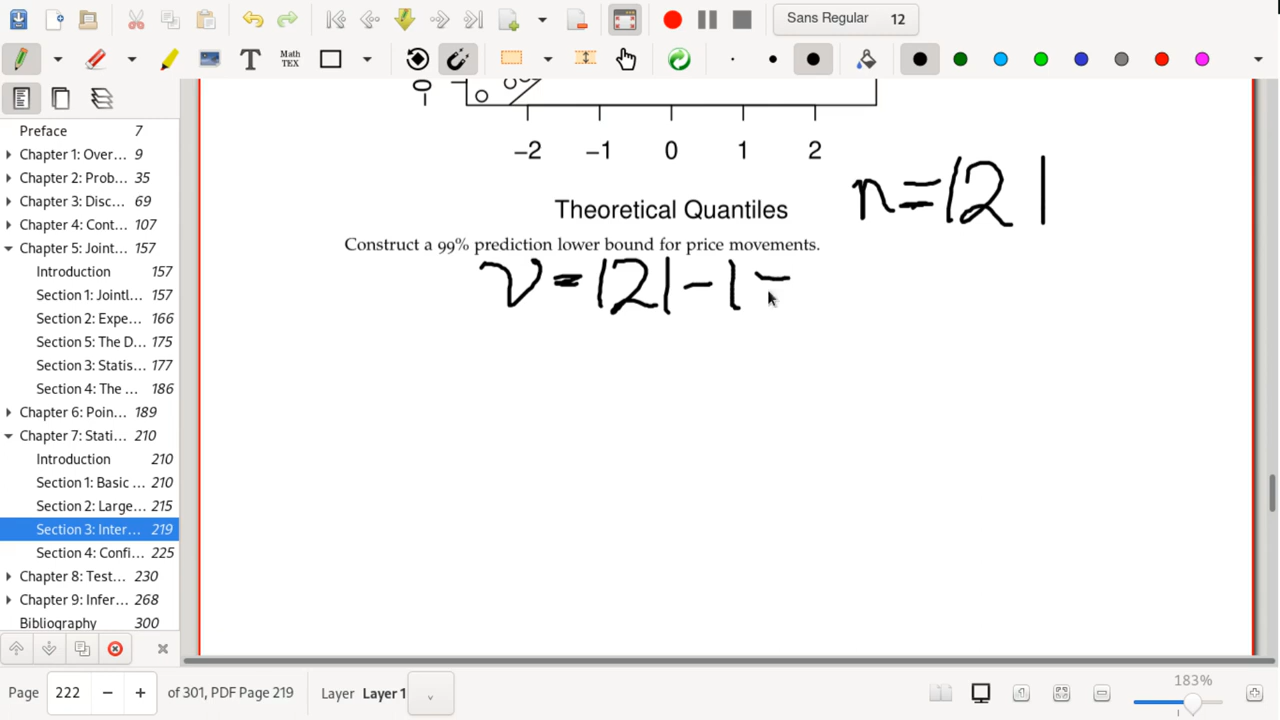 Sans Regular 12
Math
TEX
Preface 7
Chapter 1: Over... 9
Chapter 2: Prob... 35
Chapter 3: Disc... 69
Chapter 4: Cont... 107
Chapter 5: Joint... 157
Introduction 157
Section 1: Jointl... 157
Section 2: Expe... 166
Section 5: The D... 175
Section 3: Statis... 177
Section 4: The ... 186
Chapter 6: Poin... 189
Chapter 7: Stati... 210
Introduction 210
Section 1: Basic ... 210
Section 2: Large... 215
Section 3: Inter... 219
Section 4: Confi... 225
Chapter 8: Test... 230
Chapter 9: Infer... 268
Bibliography 300
−2 −1 0 1 2
Theoretical Quantiles
n=121
Construct a 99% prediction lower bound for price movements.
ν=121-1
Page 222 − + of 301, PDF Page 219 Layer Layer 1
183%